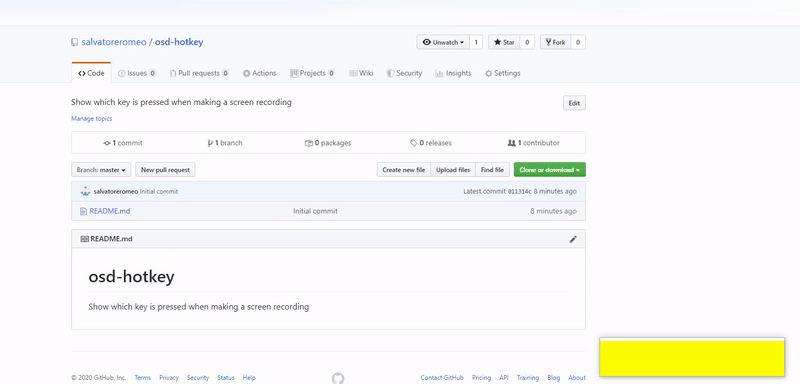 salvatoreromeo / osd-hotkey
Unwatch 1 Star 0 Fork 0
Code Issues 0 Pull requests 0 Actions Projects 0 Wiki Security Insights Settings
Show which key is pressed when making a screen recording Edit
Manage topics
1 commit 1 branch 0 packages 0 releases 1 contributor
Branch: master New pull request Create new file Upload files Find file Clone or download
salvatoreromeo Initial commit Latest commit 011314c 8 minutes ago
README.md Initial commit 8 minutes ago
README.md
osd-hotkey
Show which key is pressed when making a screen recording
© 2020 GitHub, Inc. Terms Privacy Security Status Help Contact GitHub Pricing API Training Blog About